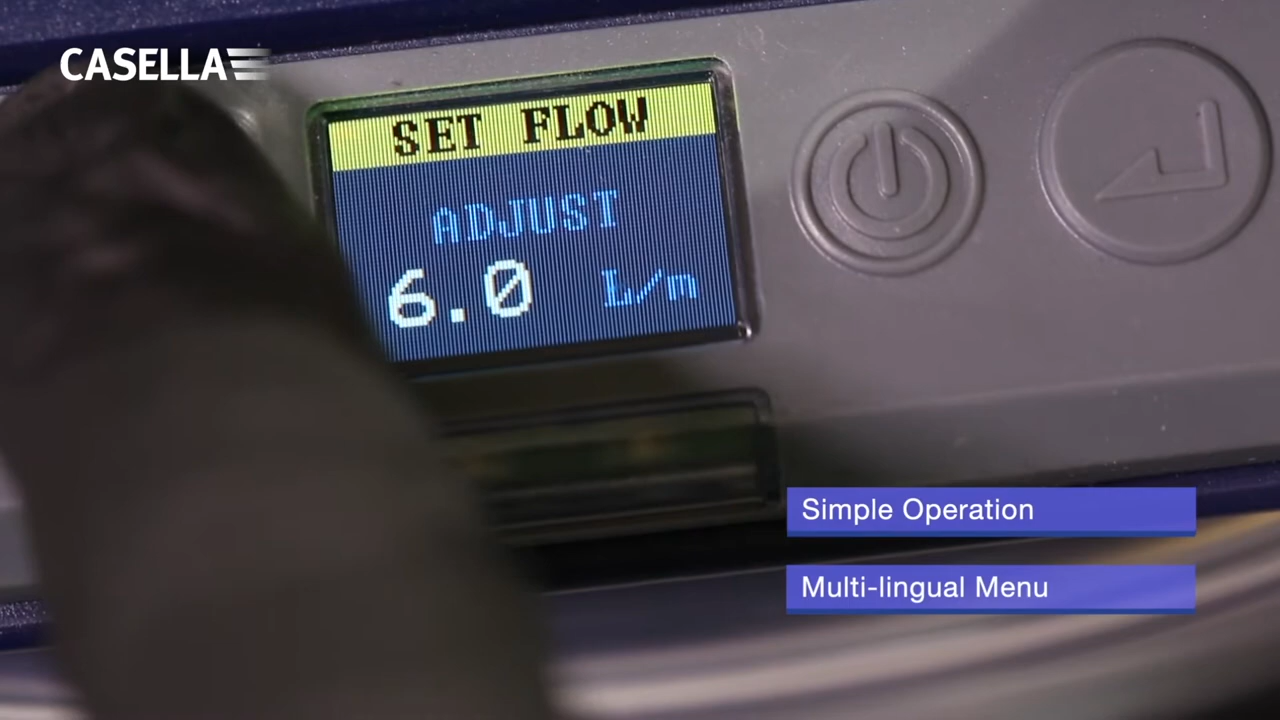 CASELLA
SET FLOW
ADJUST
6.0 L/m
Simple Operation
Multi-lingual Menu